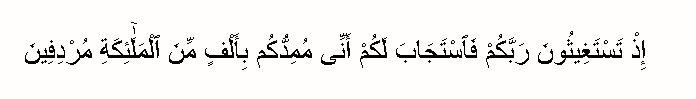 إِذْ تَسْتَغِيثُونَ رَبَّكُمْ فَٱسْتَجَابَ لَكُمْ أَنِّى مُمِدُّكُم بِأَلْفٍ مِّنَ ٱلْمَلَـٰٓئِكَةِ مُرْدِفِينَ